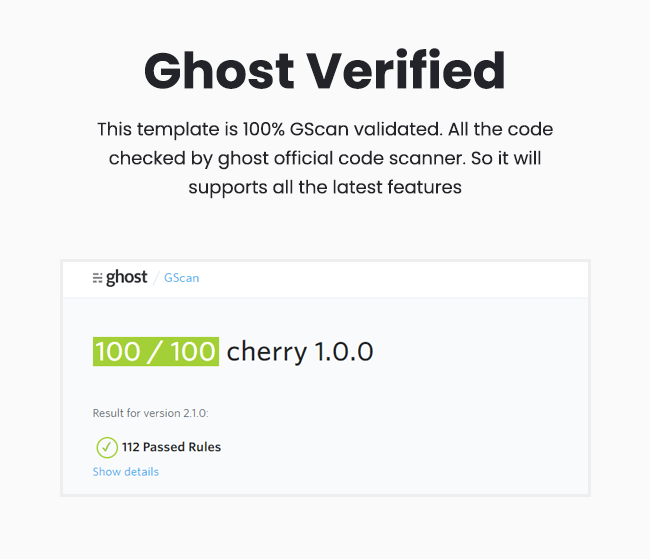 Ghost Verified
This template is 100% GScan validated. All the code
checked by ghost official code scanner. So it will
supports all the latest features
ghost / GScan
100 / 100 cherry 1.0.0
Result for version 2.1.0:
112 Passed Rules
Show details